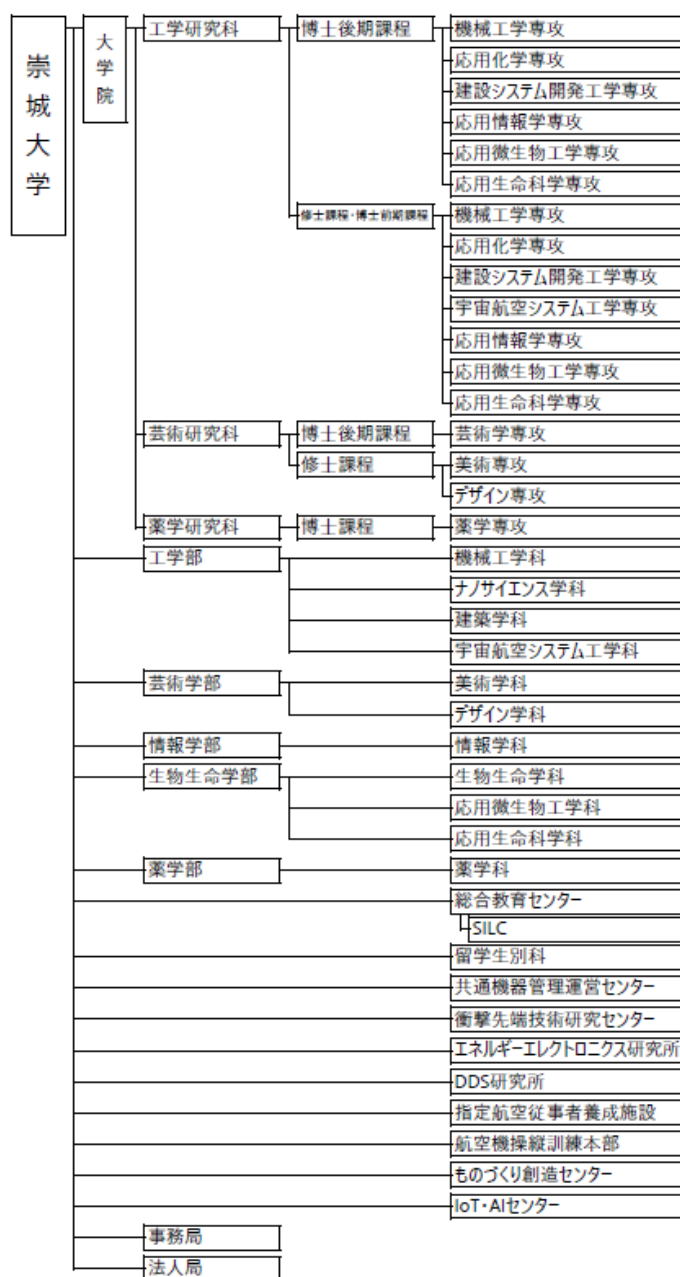 崇城大学
大学院
工学研究科
博士後期課程
機械工学専攻
応用化学専攻
建設システム開発工学専攻
応用情報学専攻
応用微生物工学専攻
応用生命科学専攻
修士課程・博士前期課程
機械工学専攻
応用化学専攻
建設システム開発工学専攻
宇宙航空システム工学専攻
応用情報学専攻
応用微生物工学専攻
応用生命科学専攻
芸術研究科
博士後期課程
芸術学専攻
修士課程
美術専攻
デザイン専攻
薬学研究科
博士課程
薬学専攻
工学部
機械工学科
ナノサイエンス学科
建築学科
宇宙航空システム工学科
芸術学部
美術学科
デザイン学科
情報学部
情報学科
生物生命学部
生物生命学科
応用微生物工学科
応用生命科学科
薬学部
薬学科
総合教育センター
SILC
留学生別科
共通機器管理運営センター
衝撃先端技術研究センター
エネルギーエレクトロニクス研究所
DDS研究所
指定航空従事者養成施設
航空機操縦訓練本部
ものづくり創造センター
IoT・AIセンター
事務局
法人局